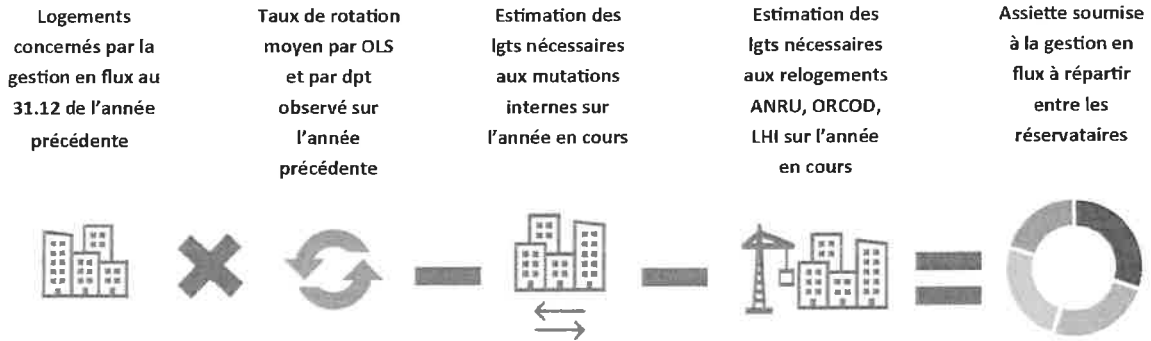 Logements
concernés par la
gestion en flux au
31.12 de l'année
précédente
Taux de rotation
moyen par OLS
et par dpt
observé sur
l'année
précédente
Estimation des
lgts nécessaires
aux mutations
internes sur
l'année en cours
Estimation des
lgts nécessaires
aux relogements
ANRU, ORCOD,
LHI sur l'année
en cours
Assiette soumise
à la gestion en
flux à répartir
entre les
réservataires